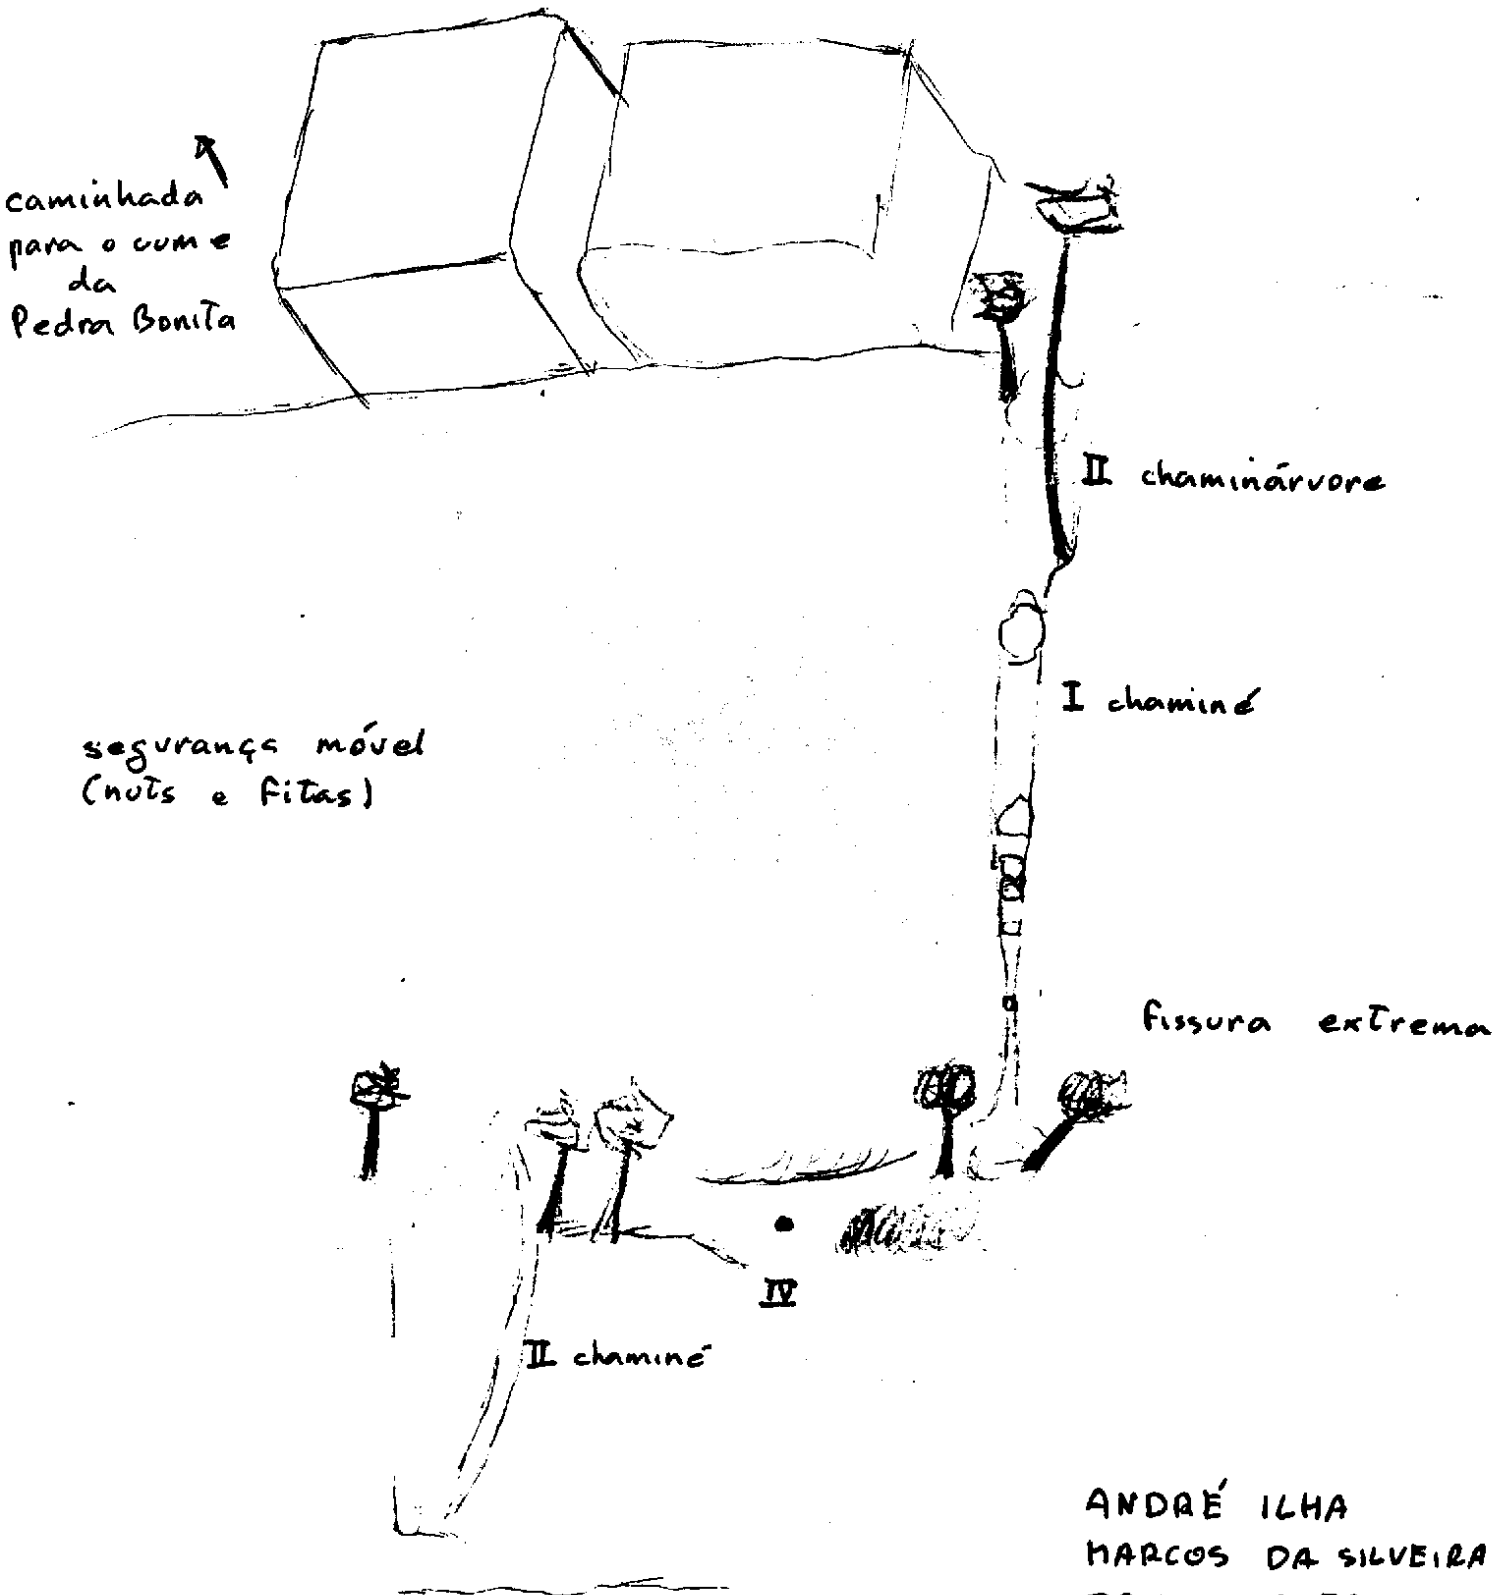 caminhada
para o cume
da
Pedra Bonita
II chaminárvore
I chaminé
segurança móvel
(nuts e fitas)
fissura extrema
IV
II chaminé
ANDRÉ ILHA
MARCOS DA SILVEIRA